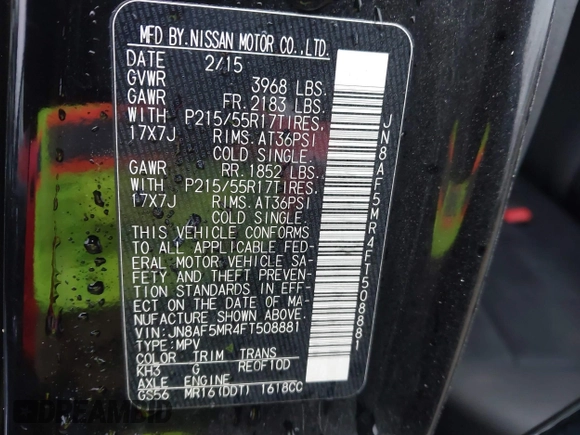 MFD BY. NISSAN MOTOR CO., LTD.
DATE 2/15
GVWR 3968 LBS.
GAWR FR. 2183 LBS.
WITH P215/55R17TIRES.
17X7J RIMS. AT36PSI
COLD SINGLE.
GAWR RR. 1852 LBS.
WITH P215/55R17TIRES.
17X7J RIMS. AT36PSI
COLD SINGLE.
THIS VEHICLE CONFORMS
TO ALL APPLICABLE FED-
ERAL MOTOR VEHICLE SA-
FETY AND THEFT PREVEN-
TION STANDARDS IN EFF-
ECT ON THE DATE OF MA-
NUFACTURE SHOWN ABOVE.
VIN: JN8AF5MR4FT508881
TYPE: MPV
COLOR TRIM TRANS
KH3 G RE0F10D
AXLE ENGINE
GS56 MR16(DDT) 1618CC
JN8AF5MR4FT508881
DREAMBID